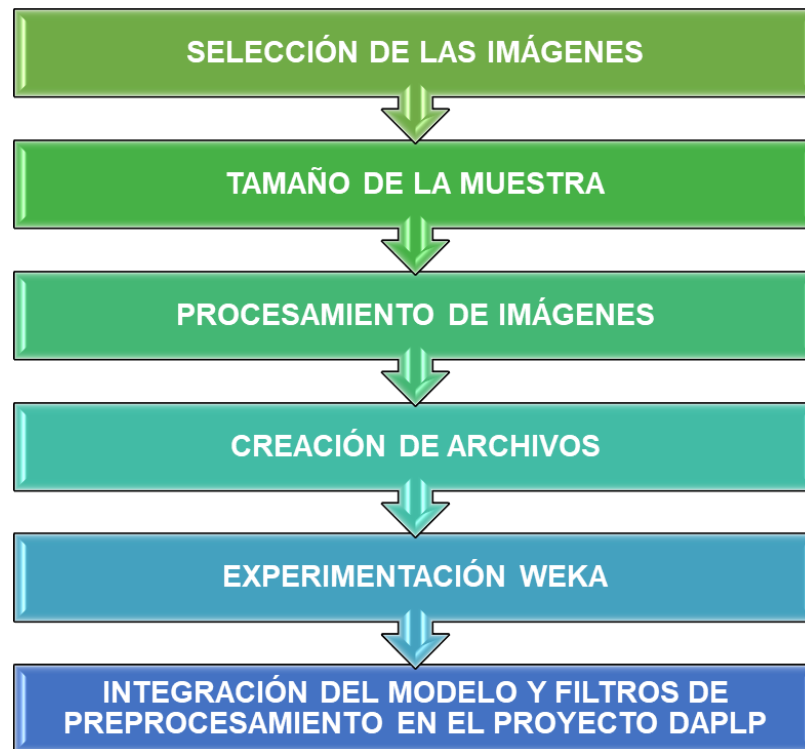 SELECCIÓN DE LAS IMÁGENES
TAMAÑO DE LA MUESTRA
PROCESAMIENTO DE IMÁGENES
CREACIÓN DE ARCHIVOS
EXPERIMENTACIÓN WEKA
INTEGRACIÓN DEL MODELO Y FILTROS DE
PREPROCESAMIENTO EN EL PROYECTO DAPLP